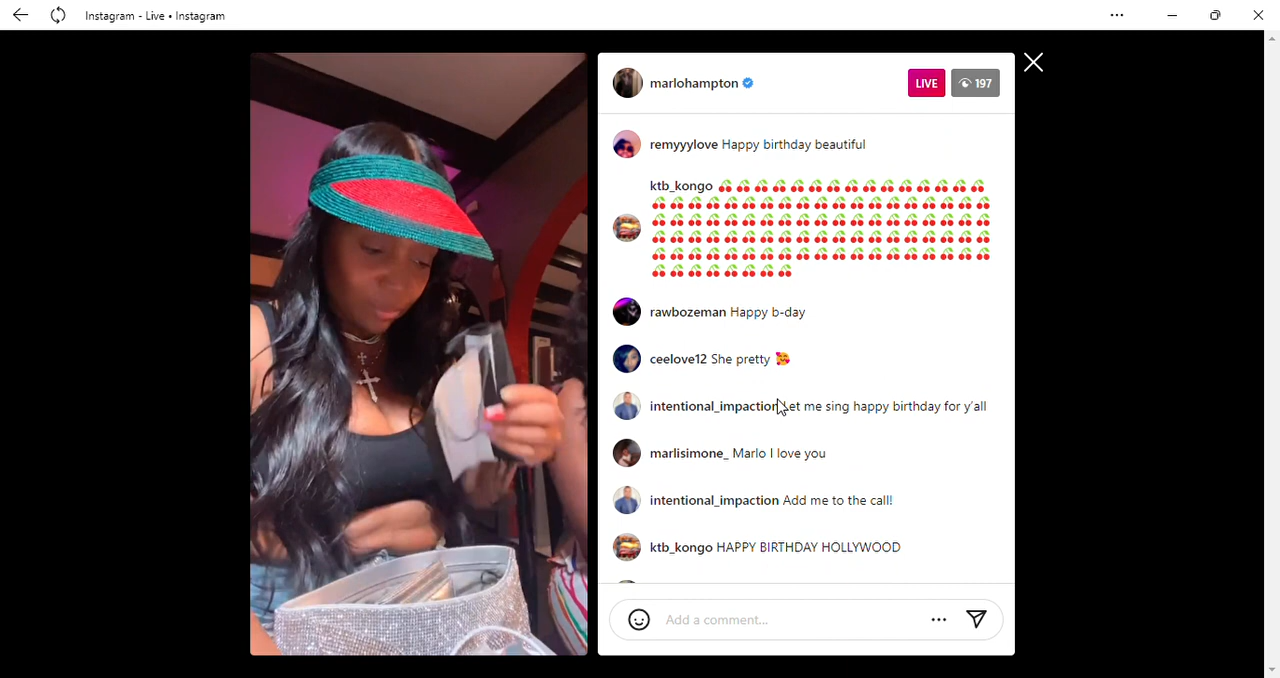 Instagram - Live • Instagram
marlohampton
LIVE
197
remyyylove Happy birthday beautiful
ktb_kongo 🍒🍒🍒🍒🍒🍒🍒🍒🍒🍒🍒🍒🍒🍒🍒
🍒🍒🍒🍒🍒🍒🍒🍒🍒🍒🍒🍒🍒🍒🍒🍒🍒🍒🍒
🍒🍒🍒🍒🍒🍒🍒🍒🍒🍒🍒🍒🍒🍒🍒🍒🍒🍒🍒
🍒🍒🍒🍒🍒🍒🍒🍒🍒🍒🍒🍒🍒🍒🍒🍒🍒🍒🍒
🍒🍒🍒🍒🍒🍒🍒🍒🍒🍒🍒🍒🍒🍒🍒🍒🍒🍒🍒
🍒🍒🍒🍒🍒🍒🍒🍒
rawbozeman Happy b-day
ceelove12 She pretty 🥰
intentional_impaction Let me sing happy birthday for y'all
marlisimone_ Marlo I love you
intentional_impaction Add me to the call!
ktb_kongo HAPPY BIRTHDAY HOLLYWOOD
Add a comment...